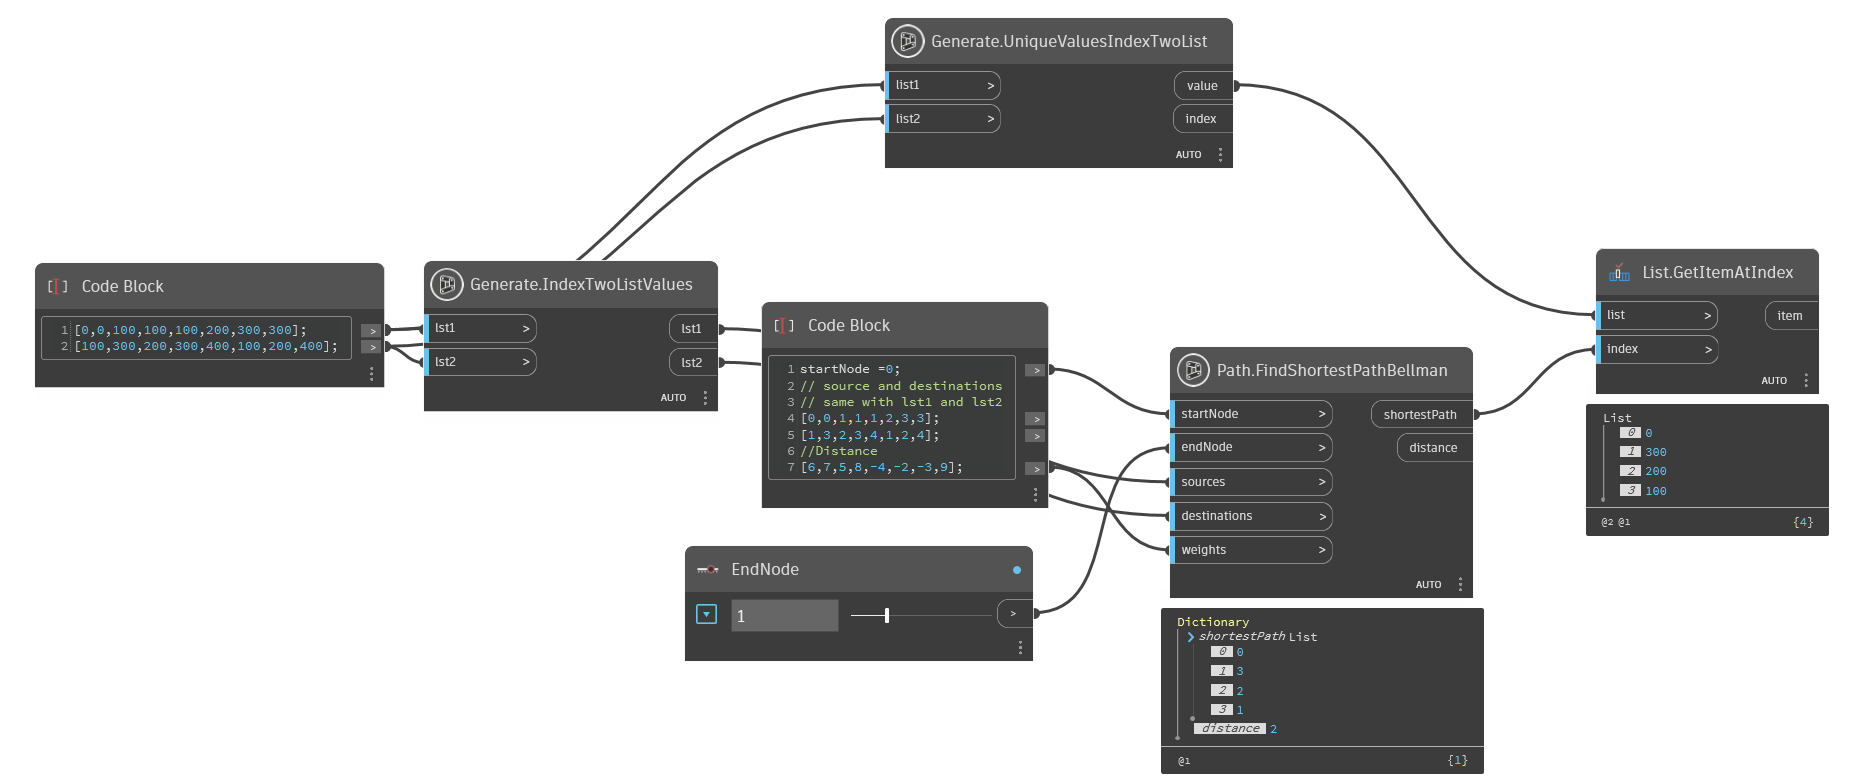 Generate.UniqueValuesIndexTwoList
list1 > value
list2 > index
AUTO
Code Block
1 [0,0,100,100,100,200,300,300]; >
2 [100,300,200,300,400,100,200,400]; >
Generate.IndexTwoListValues
lst1 > lst1
lst2 > lst2
AUTO
Code Block
1 startNode =0; >
2 // source and destinations
3 // same with lst1 and lst2
4 [0,0,1,1,1,2,3,3]; >
5 [1,3,2,3,4,1,2,4]; >
6 //Distance
7 [6,7,5,8,-4,-2,-3,9]; >
EndNode
1 >
Path.FindShortestPathBellman
startNode > shortestPath
endNode > distance
sources >
destinations >
weights >
AUTO
Dictionary
shortestPath List
0 0
1 3
2 2
3 1
distance 2
@1 {1}
List.GetItemAtIndex
list > item
index >
AUTO
List
0 0
1 300
2 200
3 100
@2 @1 {4}